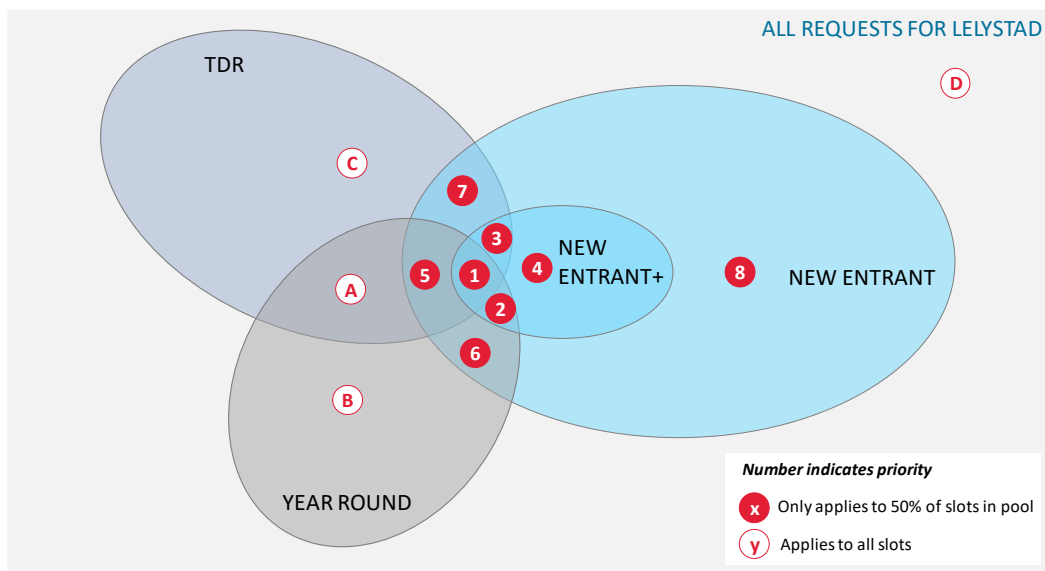 ALL REQUESTS FOR LELYSTAD
TDR
D
C
7
3
NEW
ENTRANT+
4
5
1
8
NEW ENTRANT
A
2
6
B
YEAR ROUND
Number indicates priority
x Only applies to 50% of slots in pool
y Applies to all slots